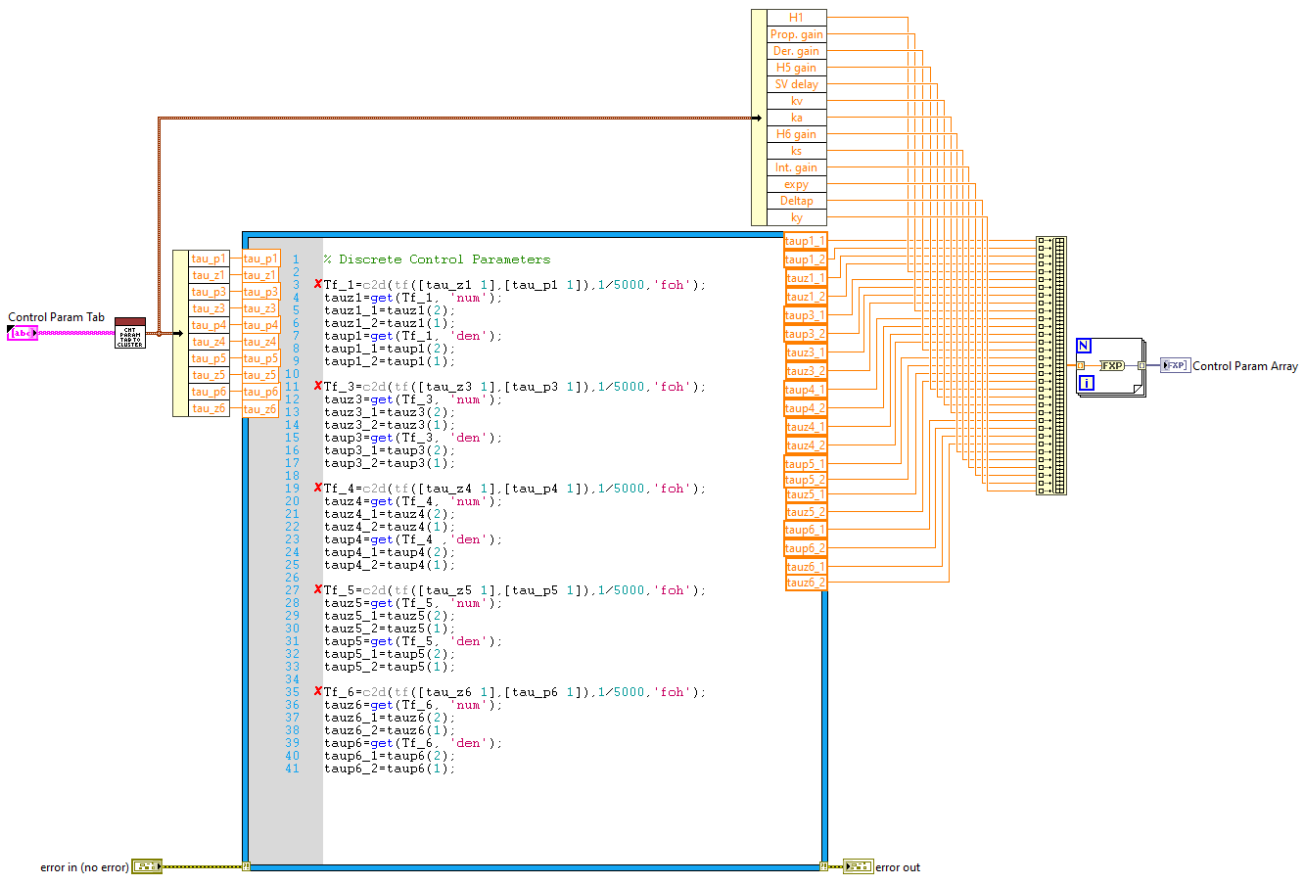 H1
Prop. gain
Der. gain
H5 gain
SV delay
kv
ka
H6 gain
ks
Int. gain
expy
Deltap
ky
Control Param Tab
abc
CNT
PARAM
TAB TO
CLUSTER
tau_p1
tau_z1
tau_p3
tau_z3
tau_p4
tau_z4
tau_p5
tau_z5
tau_p6
tau_z6
tau_p1
tau_z1
tau_p3
tau_z3
tau_p4
tau_z4
tau_p5
tau_z5
tau_p6
tau_z6
1 % Discrete Control Parameters
2
3 Tf_1=c2d(tf([tau_z1 1],[tau_p1 1]),1/5000,'foh');
4 tauz1=get(Tf_1, 'num');
5 tauz1_1=tauz1(2);
6 tauz1_2=tauz1(1);
7 taup1=get(Tf_1, 'den');
8 taup1_1=taup1(2);
9 taup1_2=taup1(1);
10
11 Tf_3=c2d(tf([tau_z3 1],[tau_p3 1]),1/5000,'foh');
12 tauz3=get(Tf_3, 'num');
13 tauz3_1=tauz3(2);
14 tauz3_2=tauz3(1);
15 taup3=get(Tf_3, 'den');
16 taup3_1=taup3(2);
17 taup3_2=taup3(1);
18
19 Tf_4=c2d(tf([tau_z4 1],[tau_p4 1]),1/5000,'foh');
20 tauz4=get(Tf_4, 'num');
21 tauz4_1=tauz4(2);
22 tauz4_2=tauz4(1);
23 taup4=get(Tf_4 ,'den');
24 taup4_1=taup4(2);
25 taup4_2=taup4(1);
26
27 Tf_5=c2d(tf([tau_z5 1],[tau_p5 1]),1/5000,'foh');
28 tauz5=get(Tf_5, 'num');
29 tauz5_1=tauz5(2);
30 tauz5_2=tauz5(1);
31 taup5=get(Tf_5, 'den');
32 taup5_1=taup5(2);
33 taup5_2=taup5(1);
34
35 Tf_6=c2d(tf([tau_z6 1],[tau_p6 1]),1/5000,'foh');
36 tauz6=get(Tf_6, 'num');
37 tauz6_1=tauz6(2);
38 tauz6_2=tauz6(1);
39 taup6=get(Tf_6, 'den');
40 taup6_1=taup6(2);
41 taup6_2=taup6(1);
taup1_1
taup1_2
tauz1_1
tauz1_2
taup3_1
taup3_2
tauz3_1
tauz3_2
taup4_1
taup4_2
tauz4_1
tauz4_2
taup5_1
taup5_2
tauz5_1
tauz5_2
taup6_1
taup6_2
tauz6_1
tauz6_2
N
FXP
i
FXP
Control Param Array
error in (no error)
error out